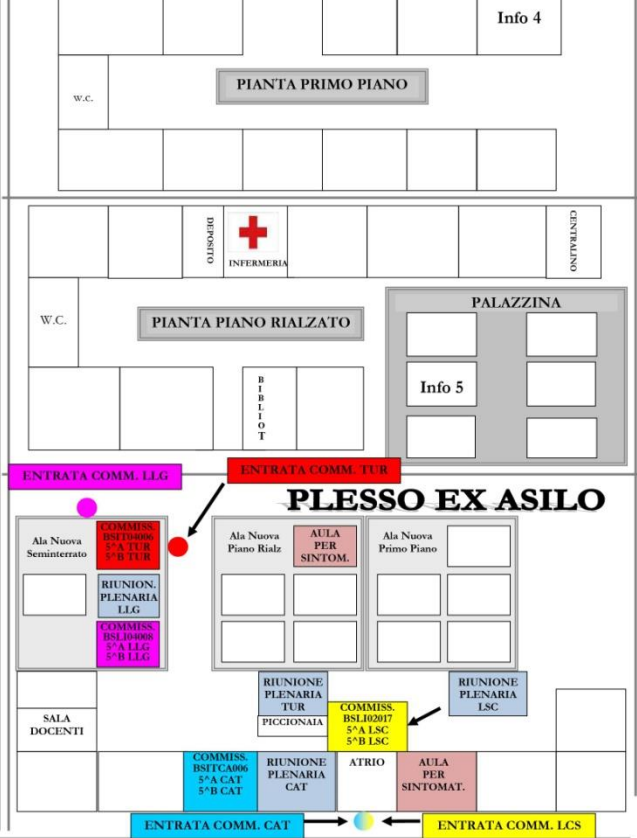 Info 4
PIANTA PRIMO PIANO
W.C.
DEPOSITO
INFERMERIA
CENTRALINO
PALAZZINA
W.C.
PIANTA PIANO RIALZATO
Info 5
BIBLIOT
ENTRATA COMM. LLG
ENTRATA COMM. TUR
PLESSO EX ASILO
Ala Nuova
Seminterrato
COMMISS.
BSIT04006
5^A TUR
5^B TUR
RIUNION.
PLENARIA
LLG
COMMISS.
BSLI04008
5^A LLG
5^B LLG
Ala Nuova
Piano Rialz
AULA
PER
SINTOM.
Ala Nuova
Primo Piano
RIUNIONE
PLENARIA
TUR
PICCIONAIA
COMMISS.
BSLI02017
5^A LSC
5^B LSC
RIUNIONE
PLENARIA
LSC
SALA
DOCENTI
COMMISS.
BSITCA006
5^A CAT
5^B CAT
RIUNIONE
PLENARIA
CAT
ATRIO
AULA
PER
SINTOMAT.
ENTRATA COMM. CAT
ENTRATA COMM. LCS